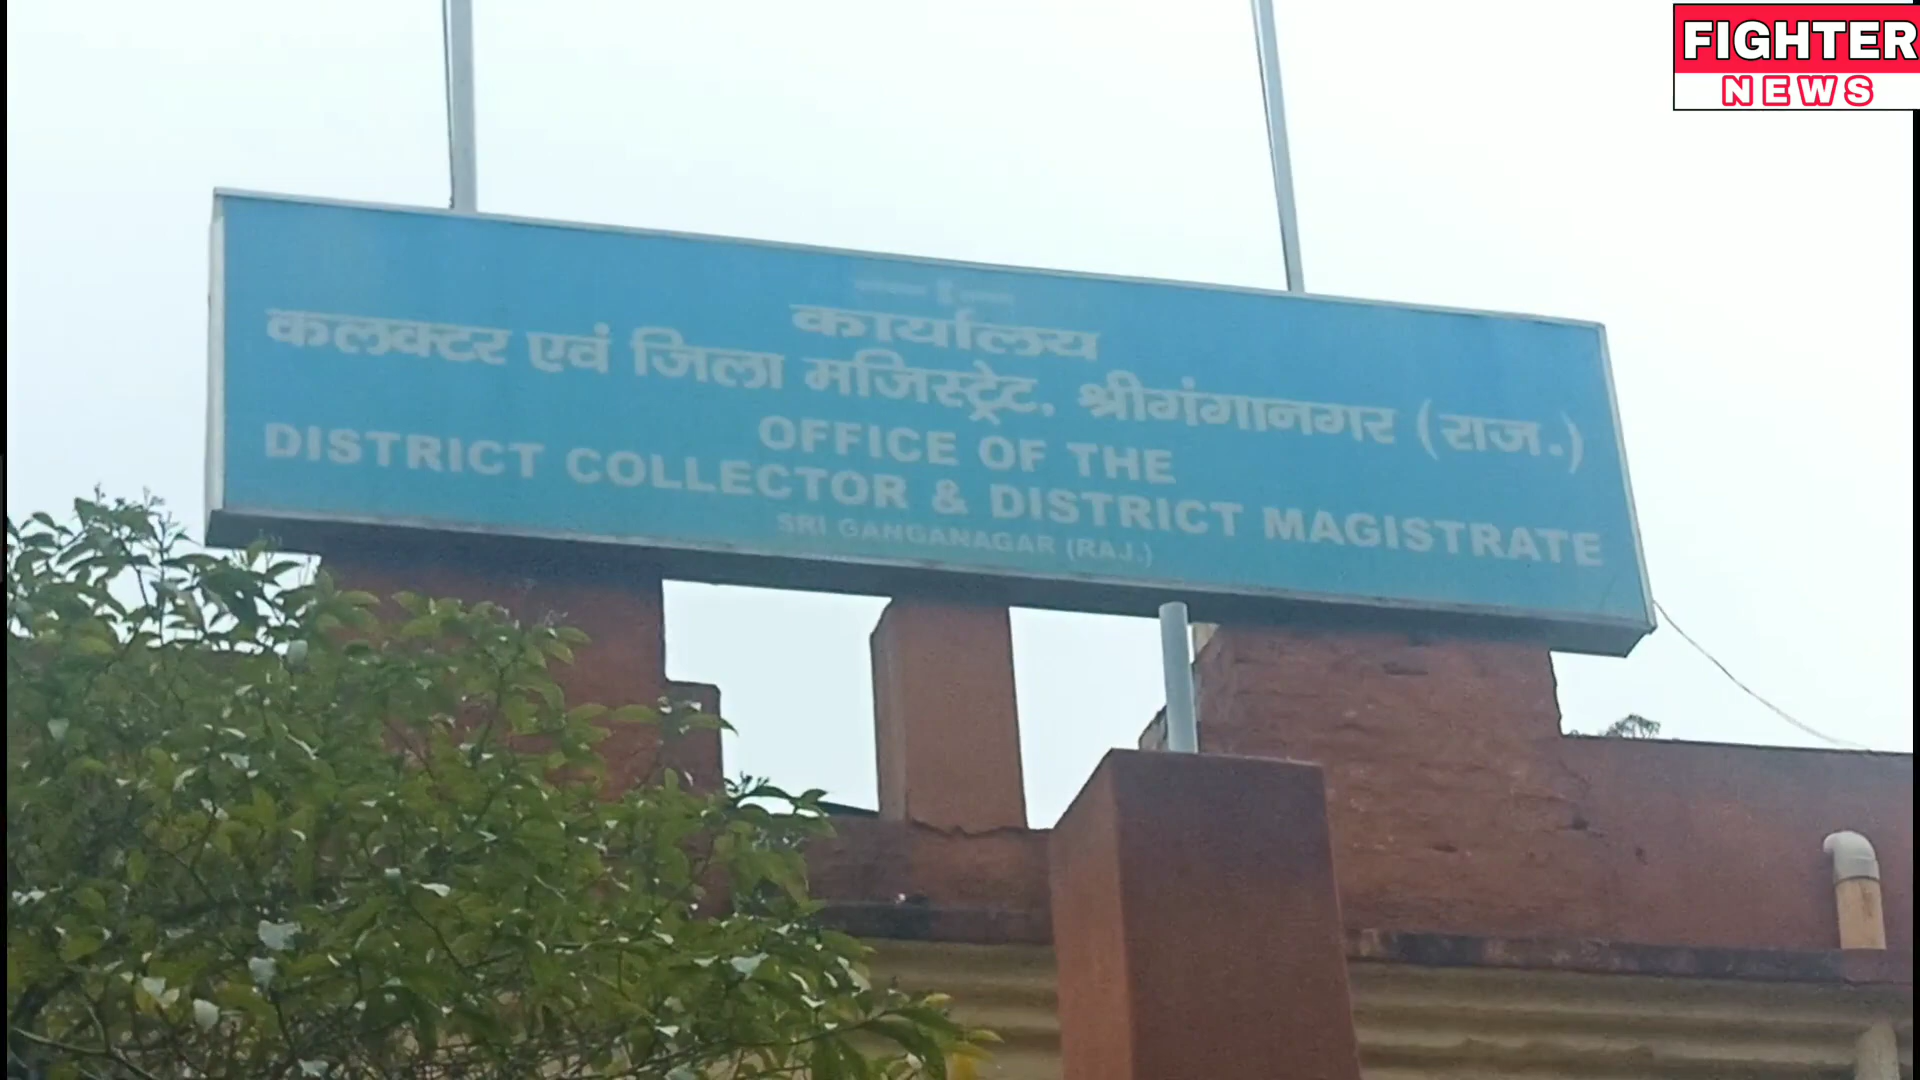 FIGHTER
NEWS
कार्यालय
कलक्टर एवं जिला मजिस्ट्रेट, श्रीगंगानगर (राज.)
OFFICE OF THE
DISTRICT COLLECTOR & DISTRICT MAGISTRATE
SRI GANGANAGAR (RAJ.)